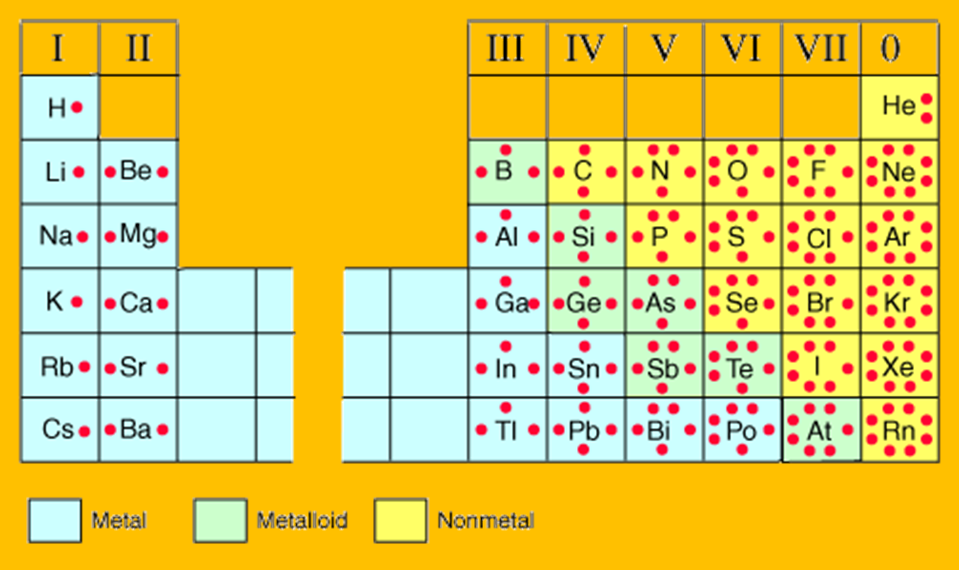 I II III IV V VI VII 0
H He
Li Be B C N O F Ne
Na Mg Al Si P S Cl Ar
K Ca Ga Ge As Se Br Kr
Rb Sr In Sn Sb Te I Xe
Cs Ba Tl Pb Bi Po At Rn
Metal Metalloid Nonmetal